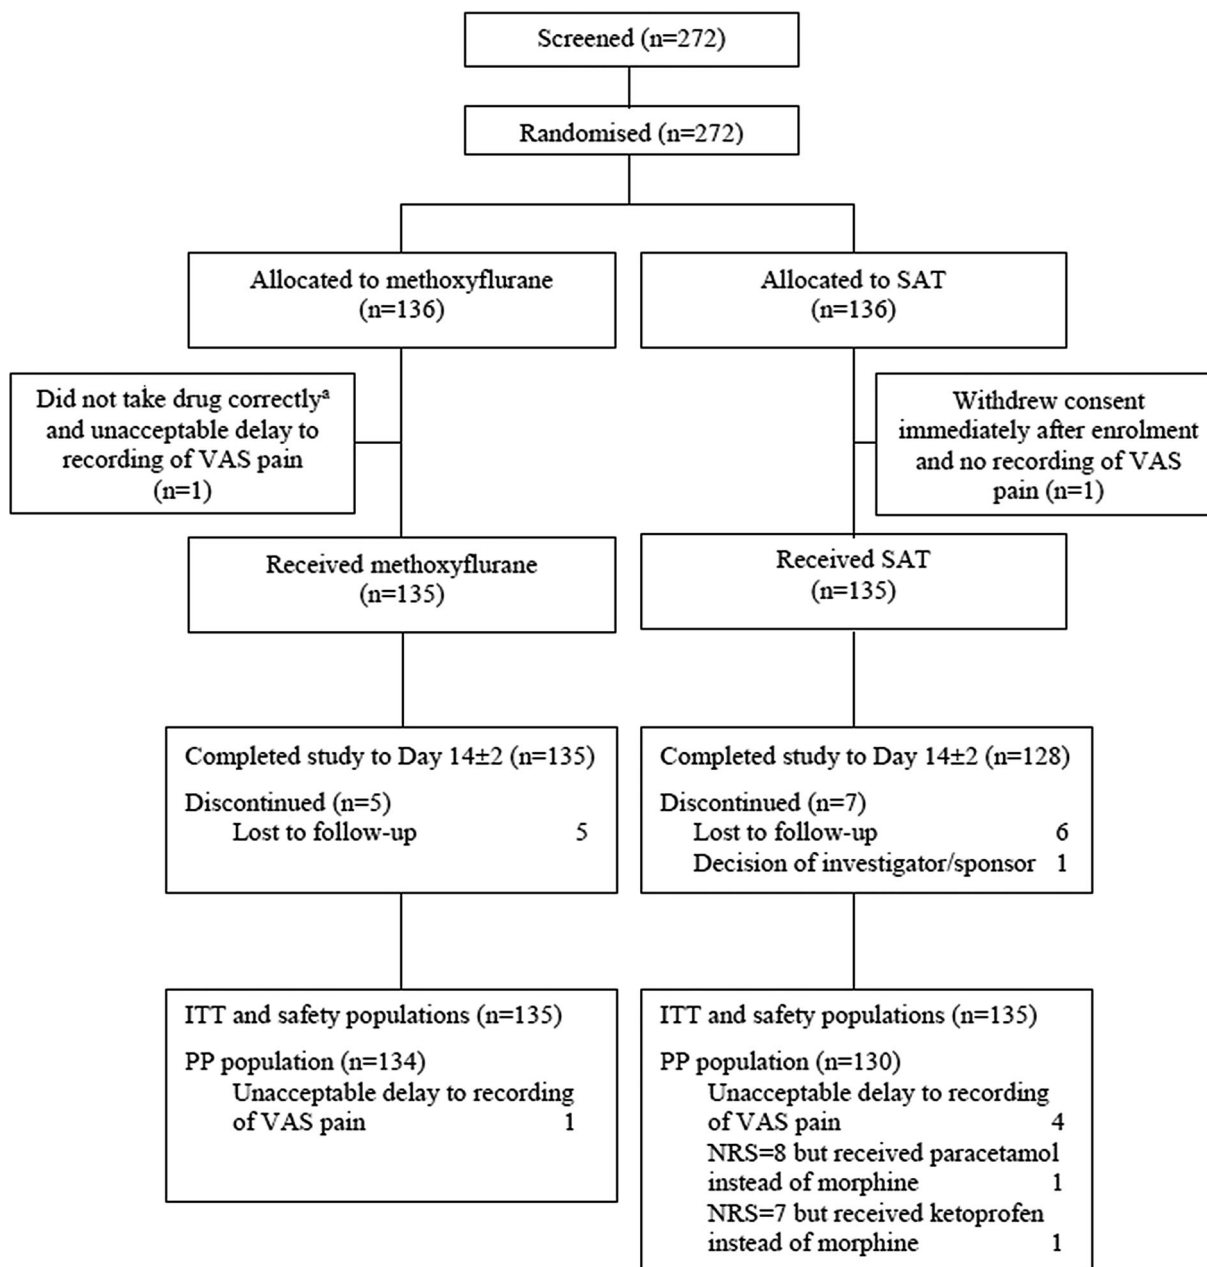 Screened (n=272)
Randomised (n=272)
Allocated to methoxyflurane
(n=136)
Allocated to SAT
(n=136)
Did not take drug correctlyᵃ
and unacceptable delay to
recording of VAS pain
(n=1)
Withdrew consent
immediately after enrolment
and no recording of VAS
pain (n=1)
Received methoxyflurane
(n=135)
Received SAT
(n=135)
Completed study to Day 14±2 (n=135)
Discontinued (n=5)
Lost to follow-up 5
Completed study to Day 14±2 (n=128)
Discontinued (n=7)
Lost to follow-up 6
Decision of investigator/sponsor 1
ITT and safety populations (n=135)
PP population (n=134)
Unacceptable delay to recording
of VAS pain 1
ITT and safety populations (n=135)
PP population (n=130)
Unacceptable delay to recording
of VAS pain 4
NRS=8 but received paracetamol
instead of morphine 1
NRS=7 but received ketoprofen
instead of morphine 1